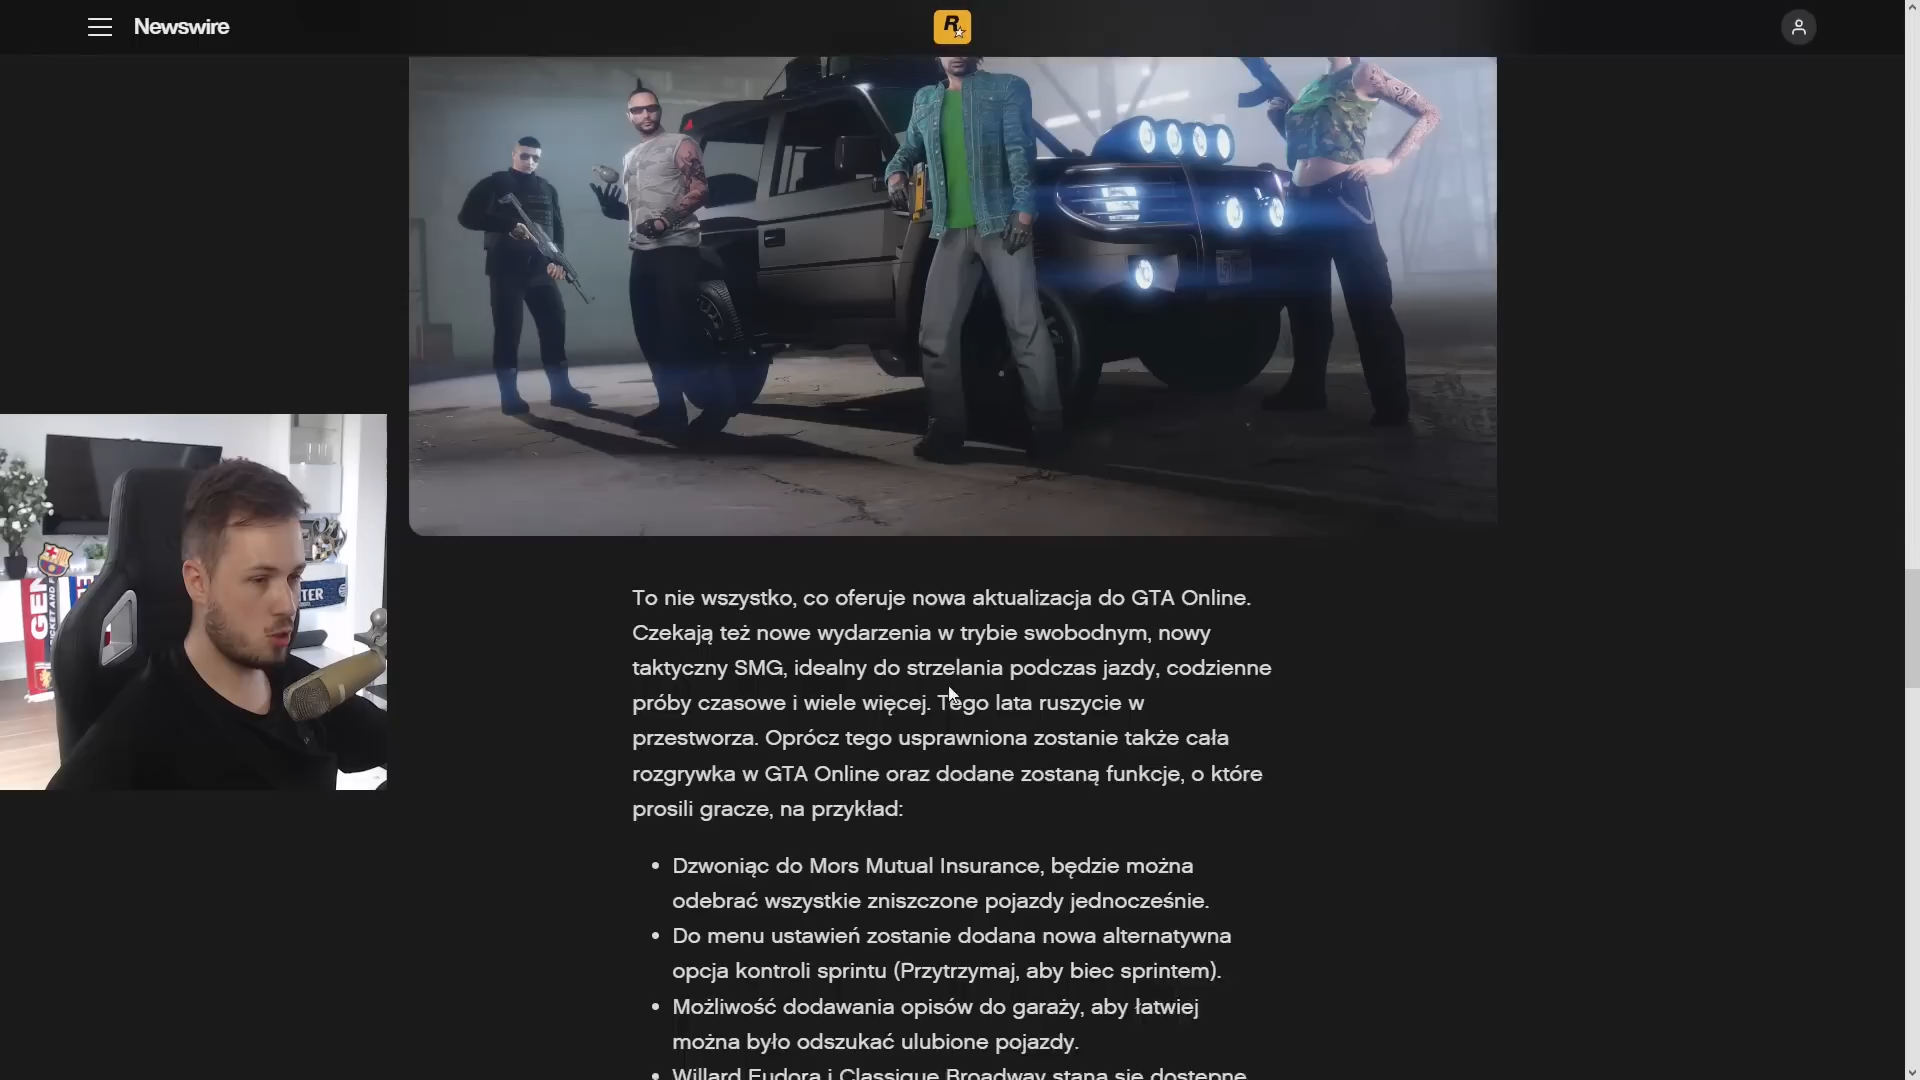 Newswire
R
GEN
TER
To nie wszystko, co oferuje nowa aktualizacja do GTA Online.
Czekają też nowe wydarzenia w trybie swobodnym, nowy
taktyczny SMG, idealny do strzelania podczas jazdy, codzienne
próby czasowe i wiele więcej. Tego lata ruszycie w
przestworza. Oprócz tego usprawniona zostanie także cała
rozgrywka w GTA Online oraz dodane zostaną funkcje, o które
prosili gracze, na przykład:
• Dzwoniąc do Mors Mutual Insurance, będzie można
odebrać wszystkie zniszczone pojazdy jednocześnie.
• Do menu ustawień zostanie dodana nowa alternatywna
opcja kontroli sprintu (Przytrzymaj, aby biec sprintem).
• Możliwość dodawania opisów do garaży, aby łatwiej
można było odszukać ulubione pojazdy.
• Willard Eudora i Classique Broadway staną się dostępne